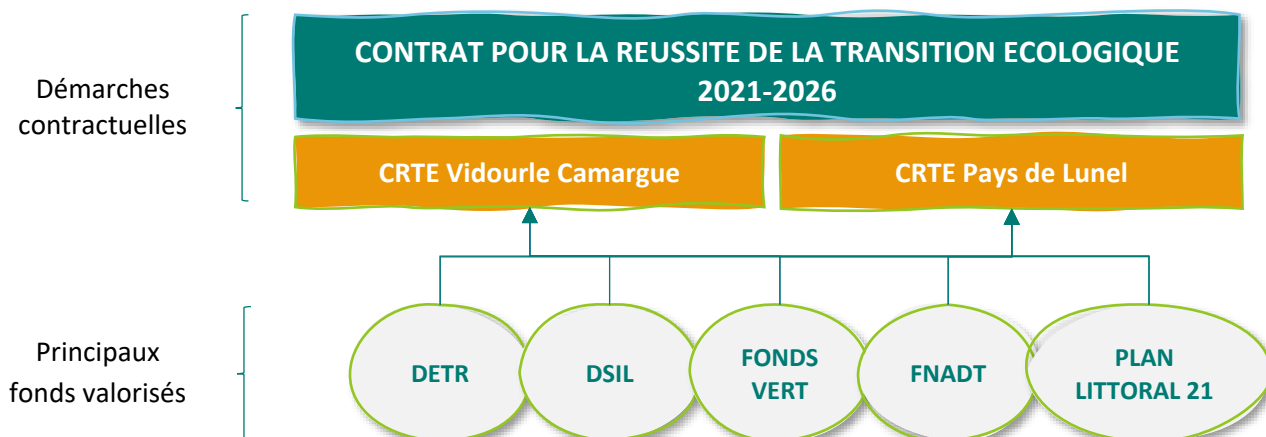 CONTRAT POUR LA REUSSITE DE LA TRANSITION ECOLOGIQUE
2021-2026
Démarches
contractuelles
CRTE Vidourle Camargue
CRTE Pays de Lunel
Principaux
fonds valorisés
DETR
DSIL
FONDS
VERT
FNADT
PLAN
LITTORAL 21